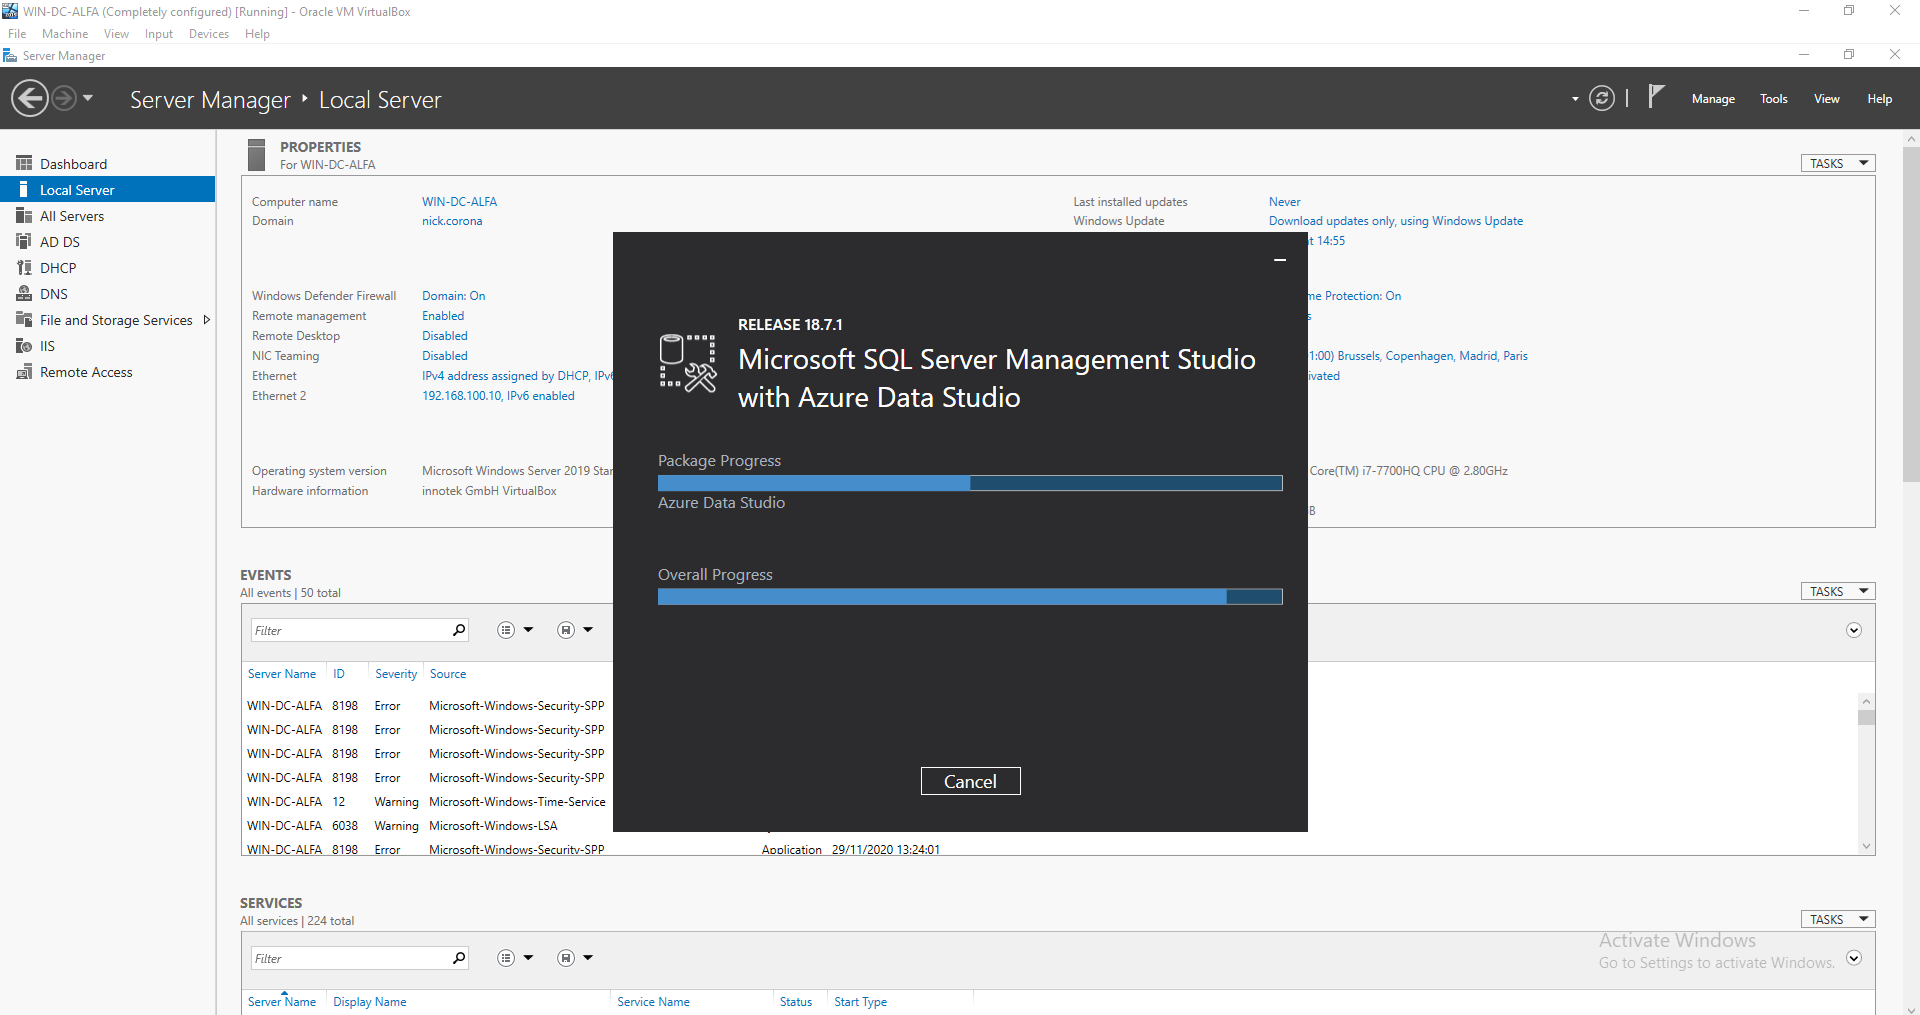 WIN-DC-ALFA (Completely configured) [Running] - Oracle VM VirtualBox
File Machine View Input Devices Help
Server Manager
Server Manager ‣ Local Server
Manage Tools View Help
Dashboard
Local Server
All Servers
AD DS
DHCP
DNS
File and Storage Services
IIS
Remote Access
PROPERTIES
For WIN-DC-ALFA
TASKS
Computer name WIN-DC-ALFA
Domain nick.corona
Last installed updates Never
Windows Update Download updates only, using Windows Update
t 14:55
Windows Defender Firewall Domain: On
Remote management Enabled
Remote Desktop Disabled
NIC Teaming Disabled
Ethernet IPv4 address assigned by DHCP, IPv6
Ethernet 2 192.168.100.10, IPv6 enabled
me Protection: On
s
1:00) Brussels, Copenhagen, Madrid, Paris
ivated
Operating system version Microsoft Windows Server 2019 Star
Hardware information innotek GmbH VirtualBox
Core(TM) i7-7700HQ CPU @ 2.80GHz
B
RELEASE 18.7.1
Microsoft SQL Server Management Studio
with Azure Data Studio
Package Progress
Azure Data Studio
Overall Progress
Cancel
EVENTS
All events | 50 total
TASKS
Filter
Server Name ID Severity Source
WIN-DC-ALFA 8198 Error Microsoft-Windows-Security-SPP
WIN-DC-ALFA 8198 Error Microsoft-Windows-Security-SPP
WIN-DC-ALFA 8198 Error Microsoft-Windows-Security-SPP
WIN-DC-ALFA 8198 Error Microsoft-Windows-Security-SPP
WIN-DC-ALFA 12 Warning Microsoft-Windows-Time-Service
WIN-DC-ALFA 6038 Warning Microsoft-Windows-LSA
WIN-DC-ALFA 8198 Error Microsoft-Windows-Security-SPP Application 29/11/2020 13:24:01
SERVICES
All services | 224 total
TASKS
Filter
Activate Windows
Go to Settings to activate Windows.
Server Name Display Name Service Name Status Start Type